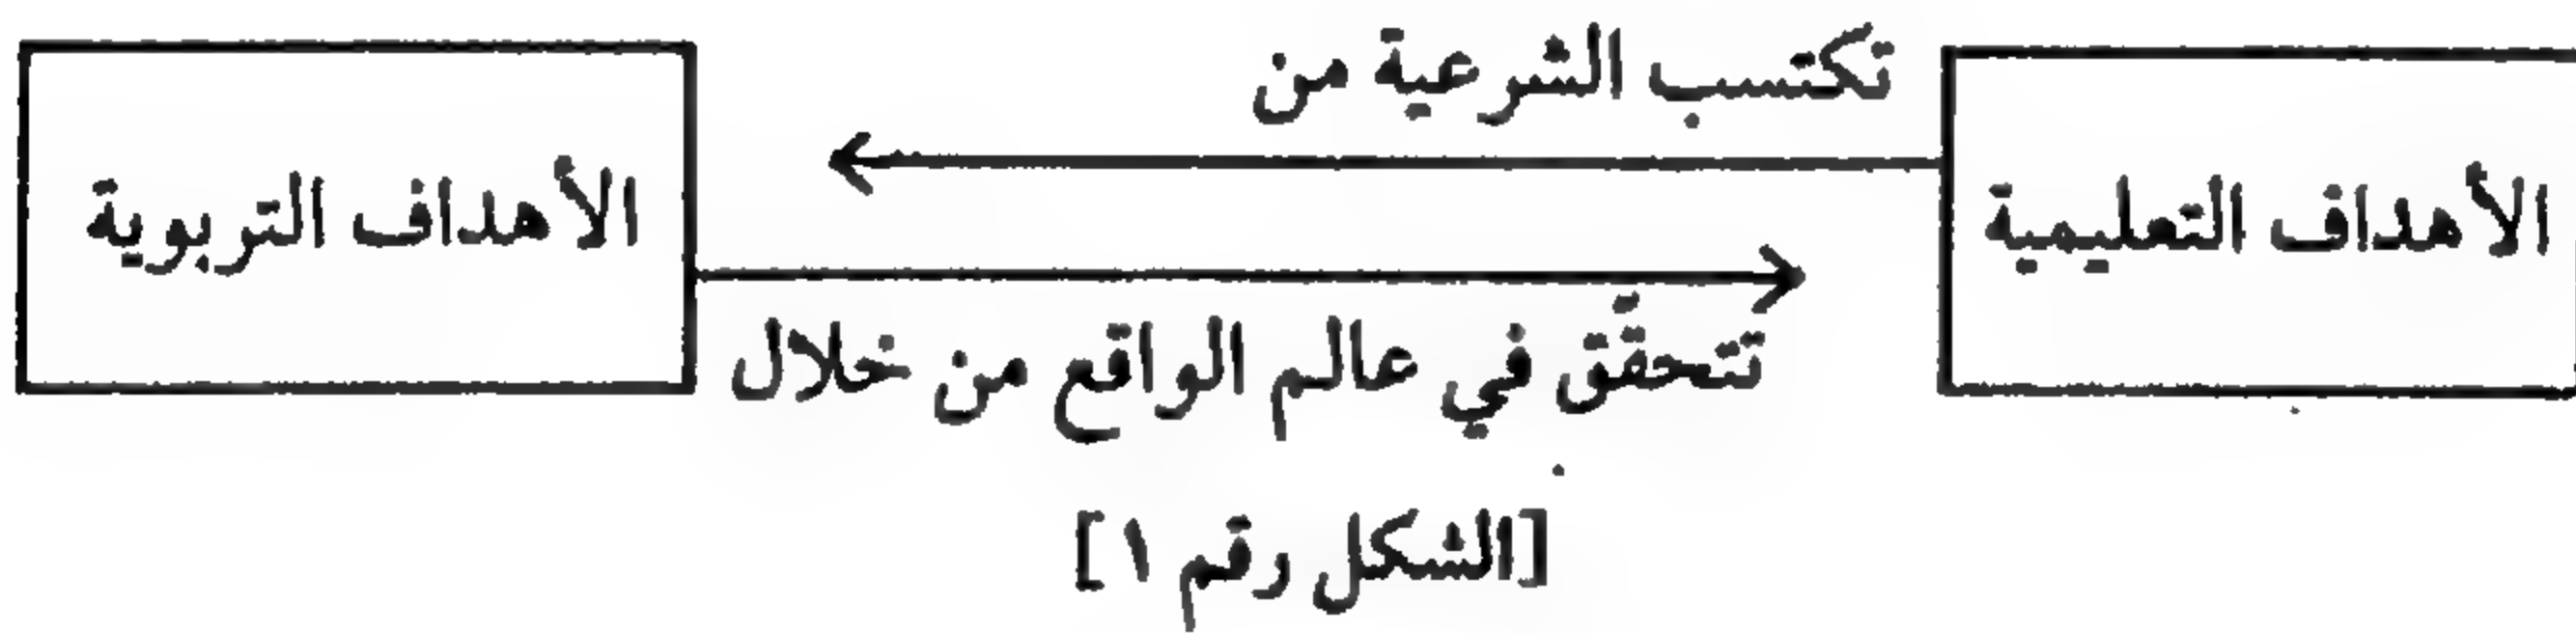 تكتسب الشرعية من
الأهداف التعليمية
الأهداف التربوية
تتحقّق في عالم الواقع من خلال
[الشكل رقم ١]